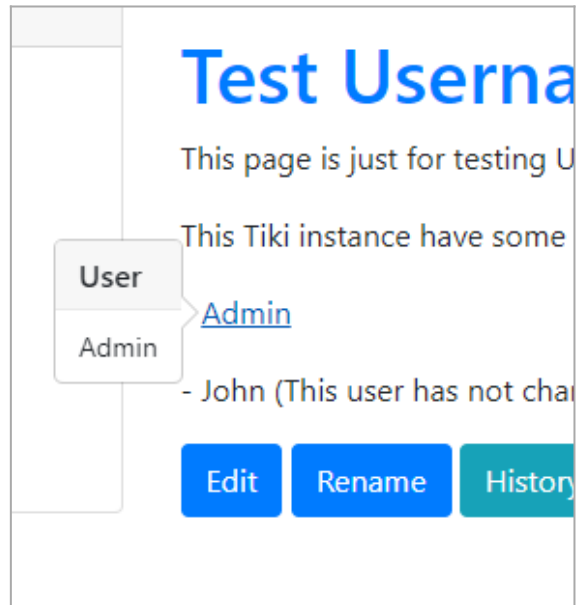 Test Userna
This page is just for testing U
This Tiki instance have some
User
Admin
Admin
- John (This user has not cha
Edit Rename History